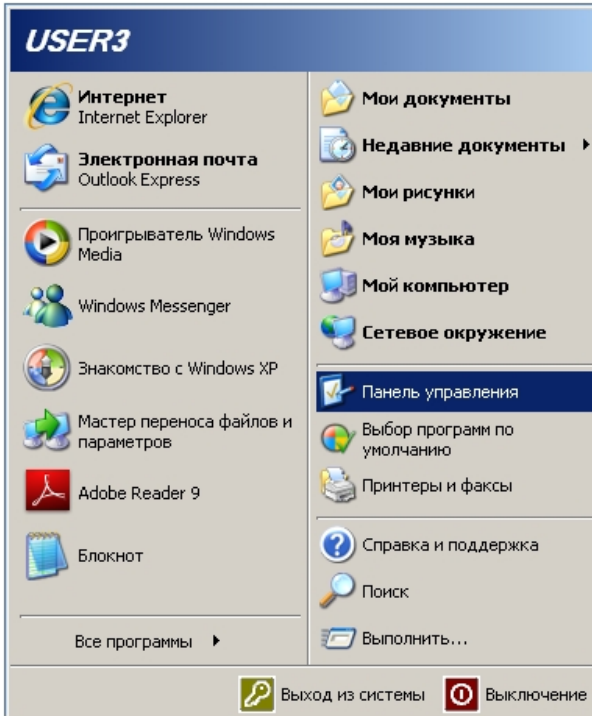 USER3
Интернет
Internet Explorer
Электронная почта
Outlook Express
Проигрыватель Windows
Media
Windows Messenger
Знакомство с Windows XP
Мастер переноса файлов и
параметров
Adobe Reader 9
Блокнот
Все программы
Мои документы
Недавние документы
Мои рисунки
Моя музыка
Мой компьютер
Сетевое окружение
Панель управления
Выбор программ по
умолчанию
Принтеры и факсы
Справка и поддержка
Поиск
Выполнить...
Выход из системы
Выключение